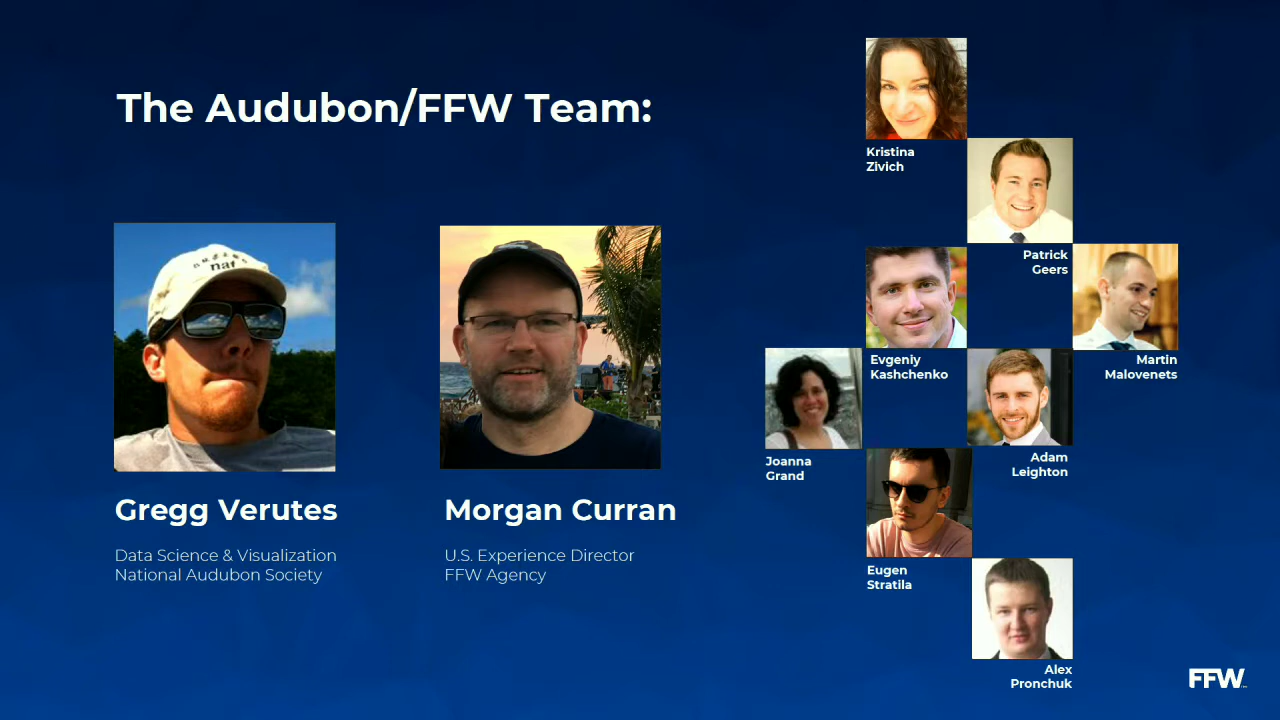 The Audubon/FFW Team:
Gregg Verutes
Data Science & Visualization
National Audubon Society
Morgan Curran
U.S. Experience Director
FFW Agency
Kristina
Zivich
Patrick
Geers
Evgeniy
Kashchenko
Martin
Malovenets
Joanna
Grand
Adam
Leighton
Eugen
Stratila
Alex
Pronchuk
FFW